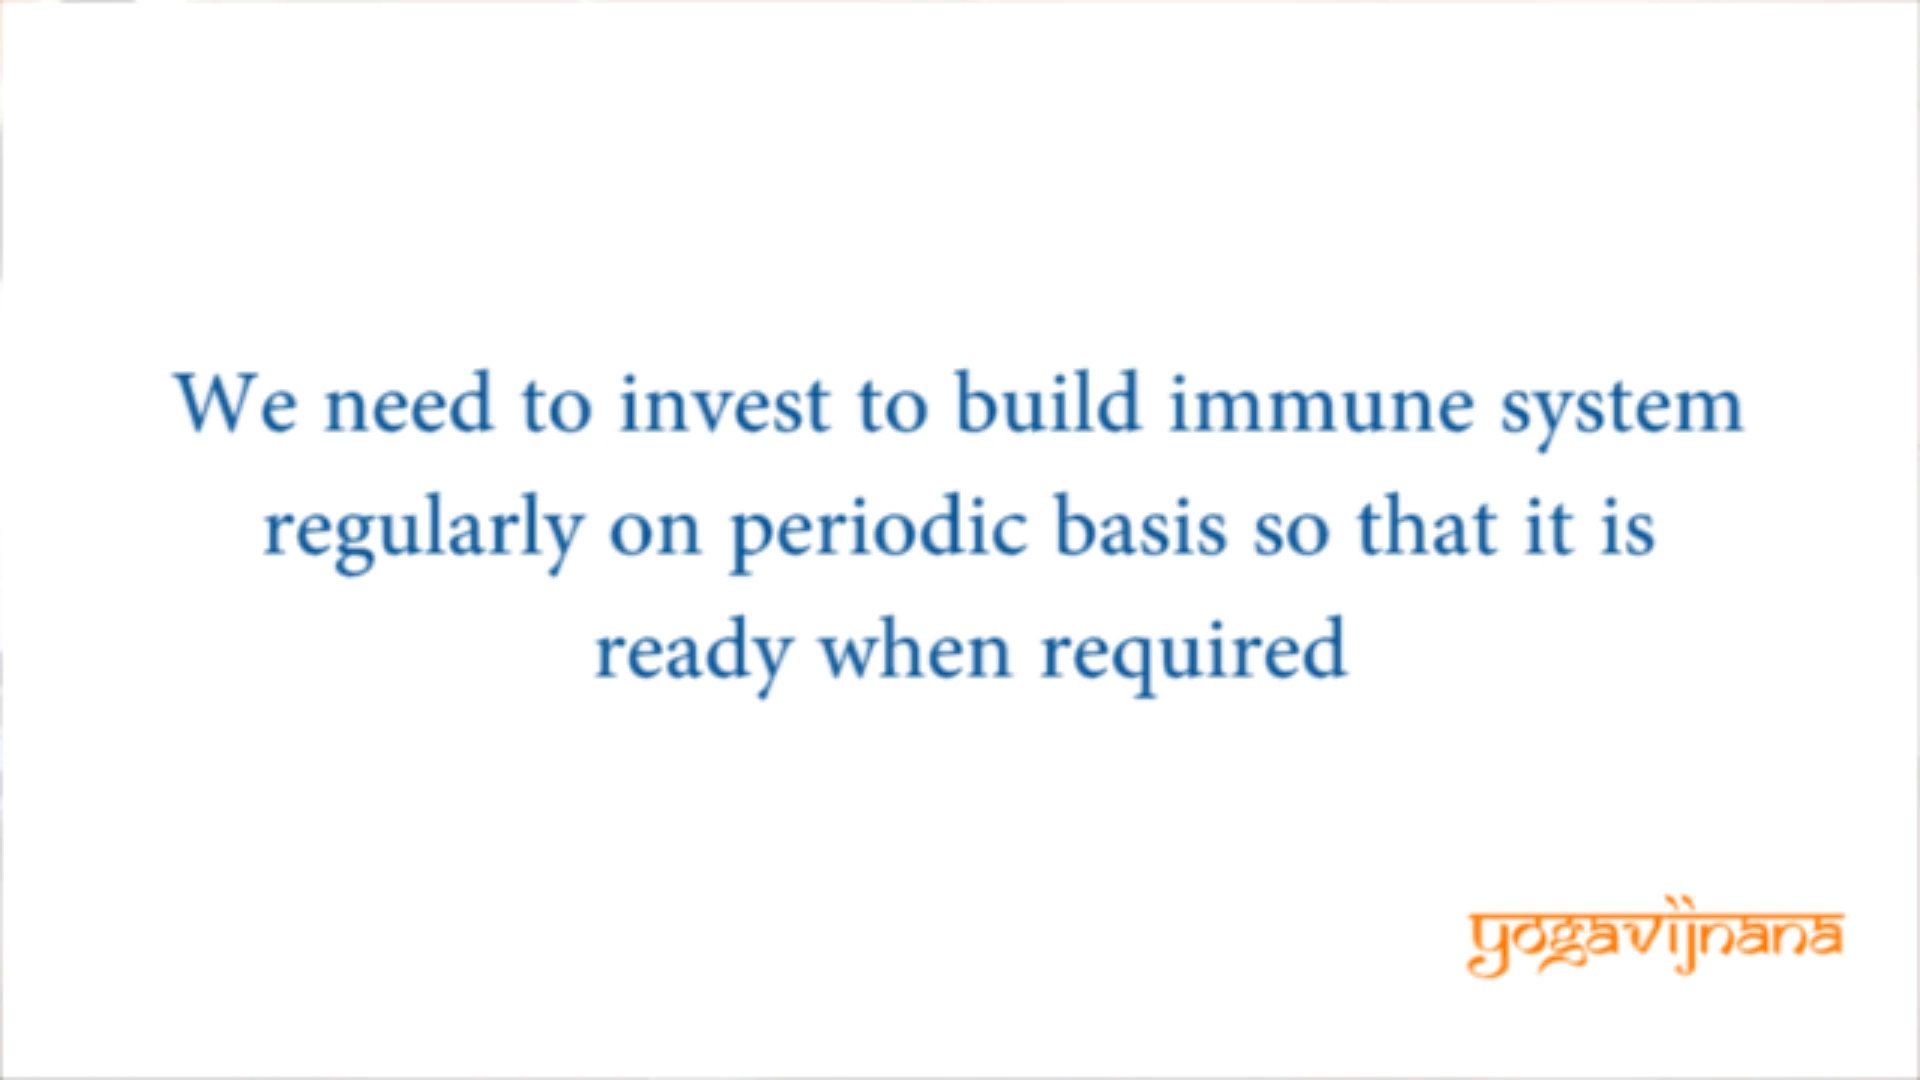 We need to invest to build immune system
regularly on periodic basis so that it is
ready when required
yogavijnana